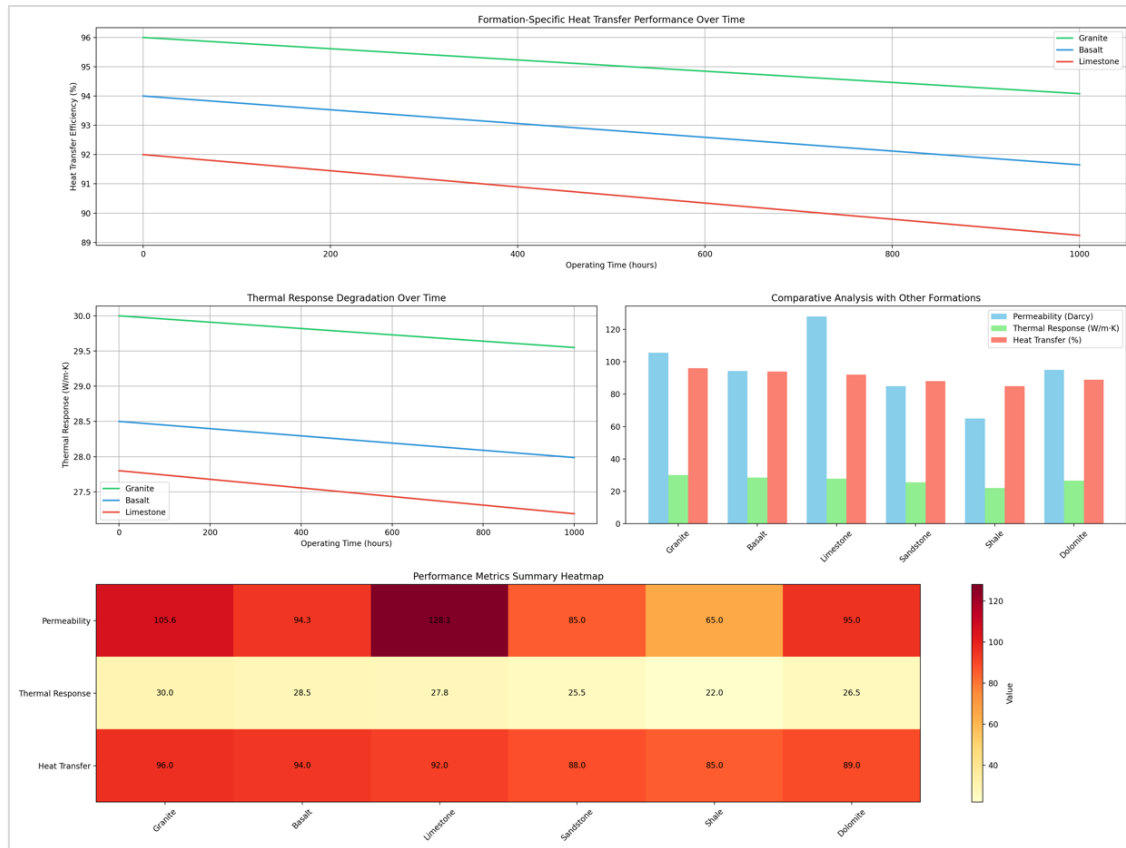 Formation-Specific Heat Transfer Performance Over Time
Heat Transfer Efficiency (%)
96
95
94
93
92
91
90
89
Granite
Basalt
Limestone
0 200 400 600 800 1000
Operating Time (hours)
Thermal Response Degradation Over Time
Thermal Response (W/m·K)
30.0
29.5
29.0
28.5
28.0
27.5
Granite
Basalt
Limestone
0 200 400 600 800 1000
Operating Time (hours)
Comparative Analysis with Other Formations
120
100
80
60
40
20
0
Permeability (Darcy)
Thermal Response (W/m·K)
Heat Transfer (%)
Granite Basalt Limestone Sandstone Shale Dolomite
Performance Metrics Summary Heatmap
Permeability 105.6 94.3 128.1 85.0 65.0 95.0
Thermal Response 30.0 28.5 27.8 25.5 22.0 26.5
Heat Transfer 96.0 94.0 92.0 88.0 85.0 89.0
Granite Basalt Limestone Sandstone Shale Dolomite
120
100
80
60
40
Value